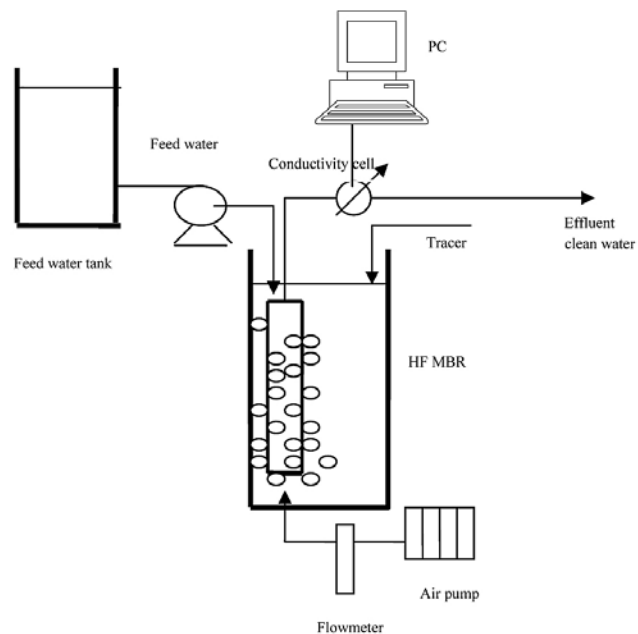 PC
Feed water
Conductivity cell
Effluent
clean water
Tracer
Feed water tank
HF MBR
Air pump
Flowmeter